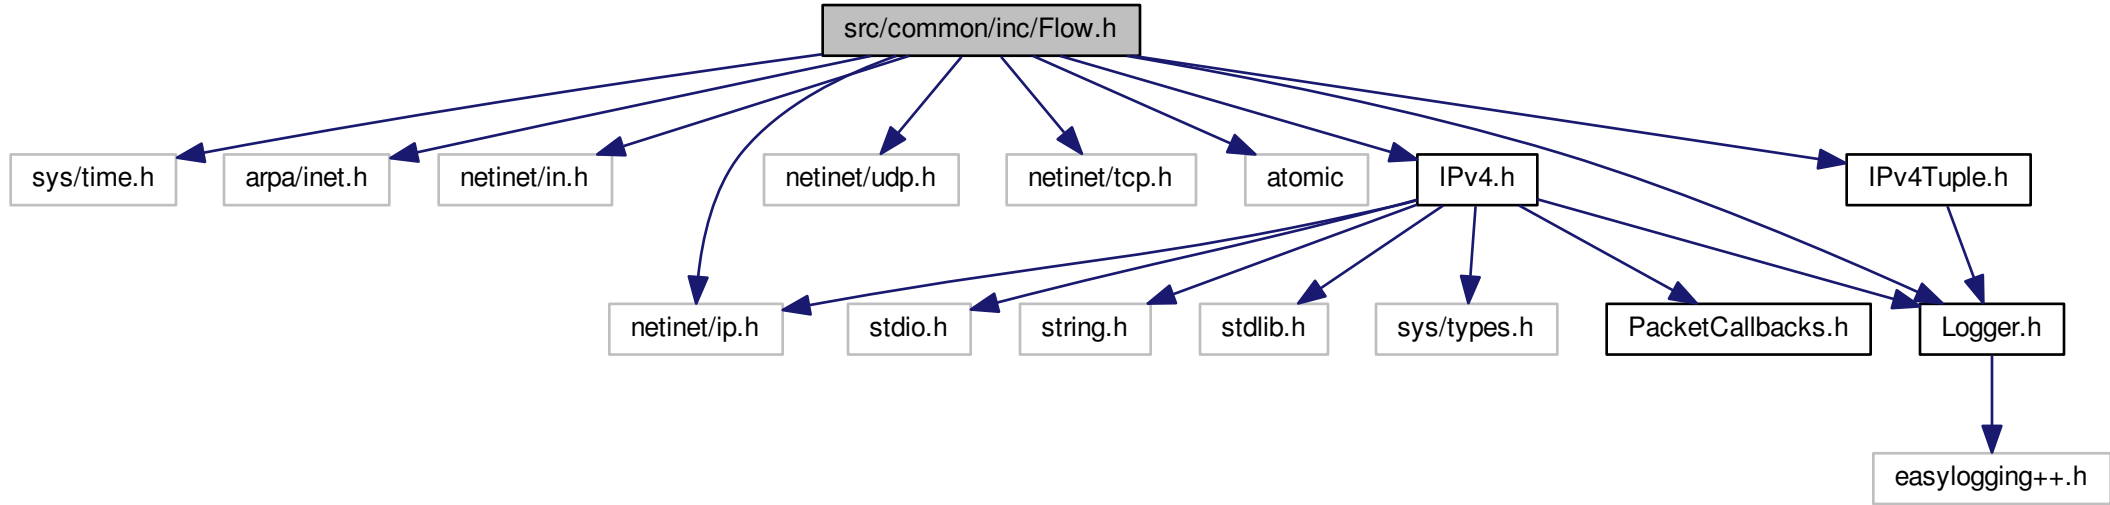 src/common/inc/Flow.h
sys/time.h
arpa/inet.h
netinet/in.h
netinet/udp.h
netinet/tcp.h
atomic
IPv4.h
IPv4Tuple.h
netinet/ip.h
stdio.h
string.h
stdlib.h
sys/types.h
PacketCallbacks.h
Logger.h
easylogging++.h